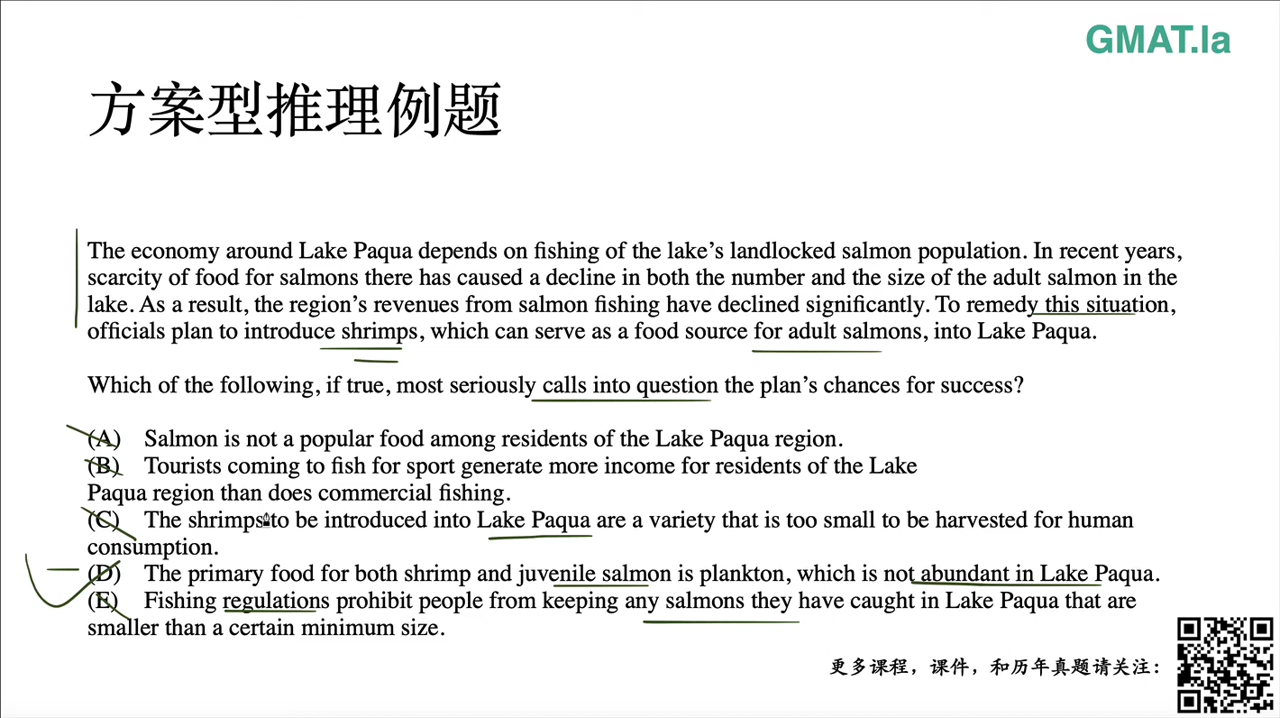 GMAT.la
方案型推理例题
The economy around Lake Paqua depends on fishing of the lake’s landlocked salmon population. In recent years,
scarcity of food for salmons there has caused a decline in both the number and the size of the adult salmon in the
lake. As a result, the region’s revenues from salmon fishing have declined significantly. To remedy this situation,
officials plan to introduce shrimps, which can serve as a food source for adult salmons, into Lake Paqua.
Which of the following, if true, most seriously calls into question the plan’s chances for success?
(A) Salmon is not a popular food among residents of the Lake Paqua region.
(B) Tourists coming to fish for sport generate more income for residents of the Lake
Paqua region than does commercial fishing.
(C) The shrimps to be introduced into Lake Paqua are a variety that is too small to be harvested for human
consumption.
(D) The primary food for both shrimp and juvenile salmon is plankton, which is not abundant in Lake Paqua.
(E) Fishing regulations prohibit people from keeping any salmons they have caught in Lake Paqua that are
smaller than a certain minimum size.
更多课程，课件，和历年真题请关注：